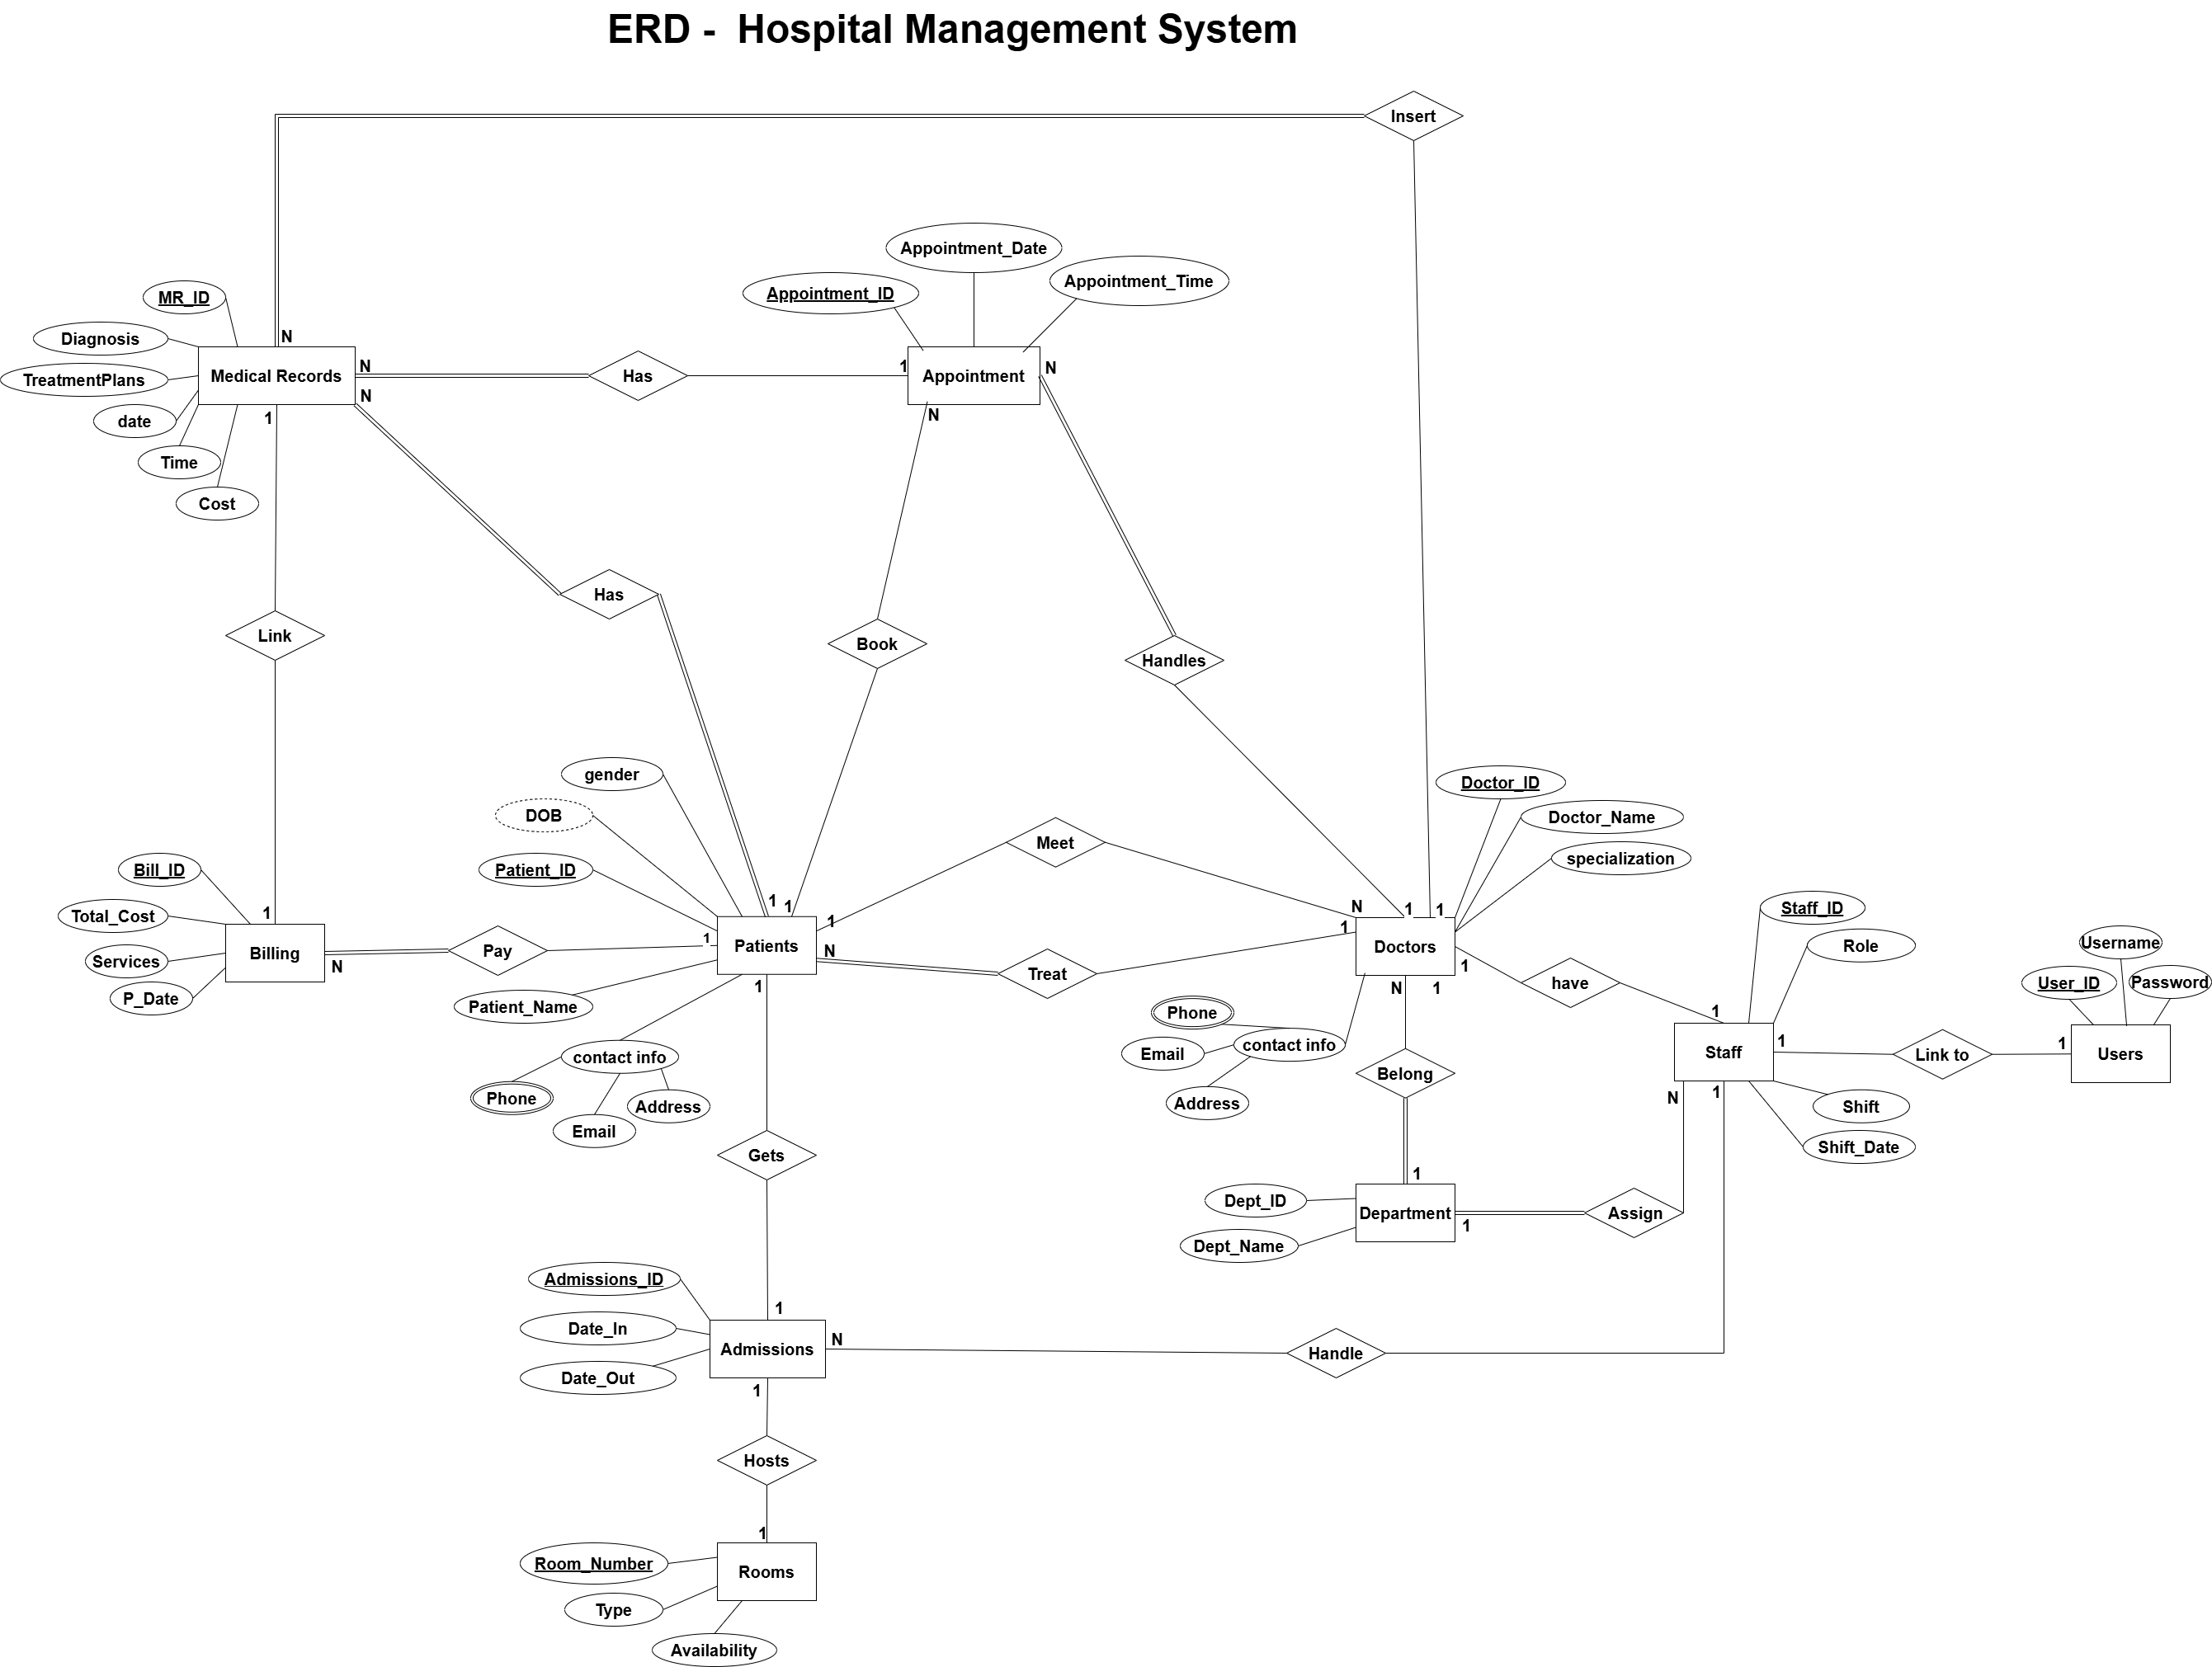 ERD -  Hospital Management System
Insert
Appointment_Date
Appointment_Time
Appointment_ID
MR_ID
Diagnosis
TreatmentPlans
date
Time
Cost
N
Medical Records
N
N
1
Has
1
Appointment
N
N
Has
Link
Book
Handles
gender
DOB
Patient_ID
Doctor_ID
Doctor_Name
specialization
Meet
Bill_ID
Total_Cost
Services
P_Date
1
Billing
N
Pay
1
1
1
1
Patients
N
1
Patient_Name
contact info
Phone
Email
Address
Treat
N
1
1
1
Doctors
1
N
1
Phone
Email
contact info
Address
have
Staff_ID
Role
1
Staff
1
N
1
Shift
Shift_Date
Link to
1
Users
User_ID
Username
Password
Belong
1
Dept_ID
Dept_Name
Department
1
Assign
Gets
Admissions_ID
Date_In
Date_Out
1
Admissions
N
1
Handle
Hosts
1
Room_Number
Rooms
Type
Availability